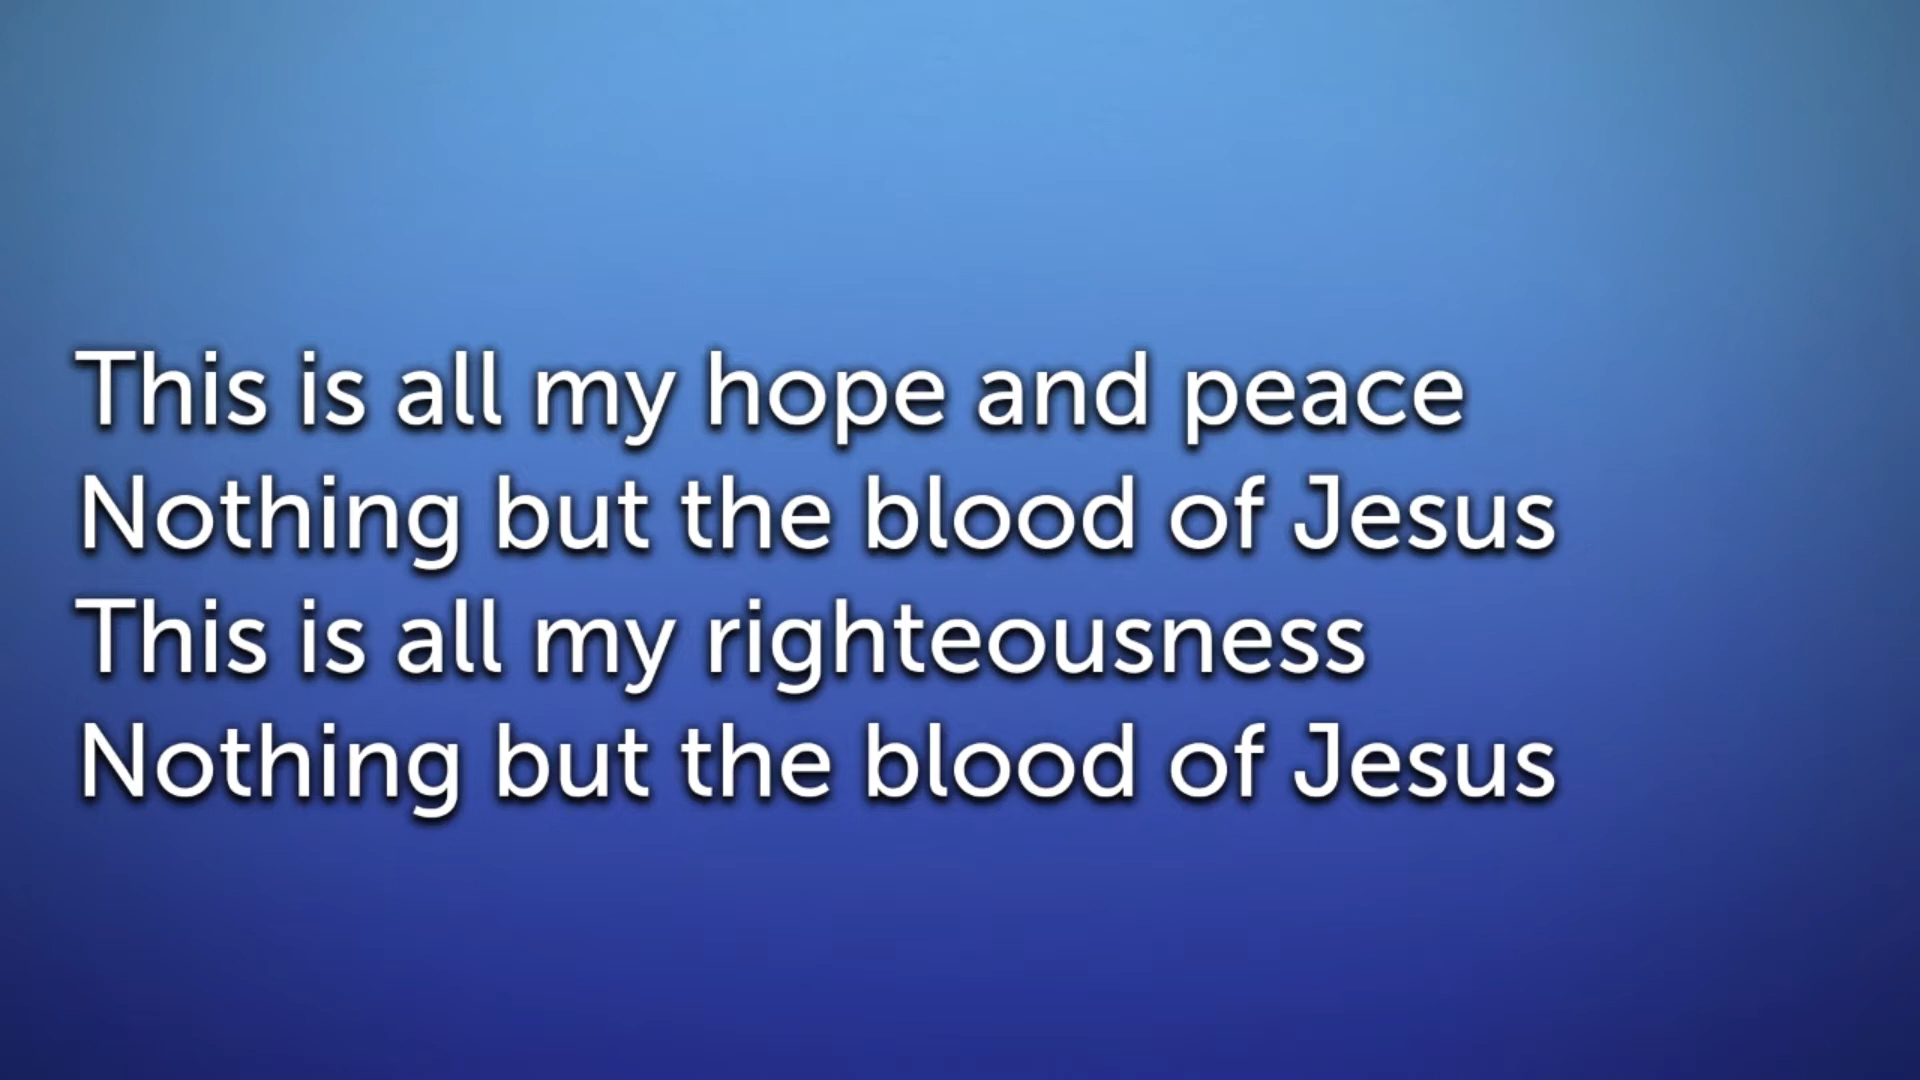 This is all my hope and peace
Nothing but the blood of Jesus
This is all my righteousness
Nothing but the blood of Jesus